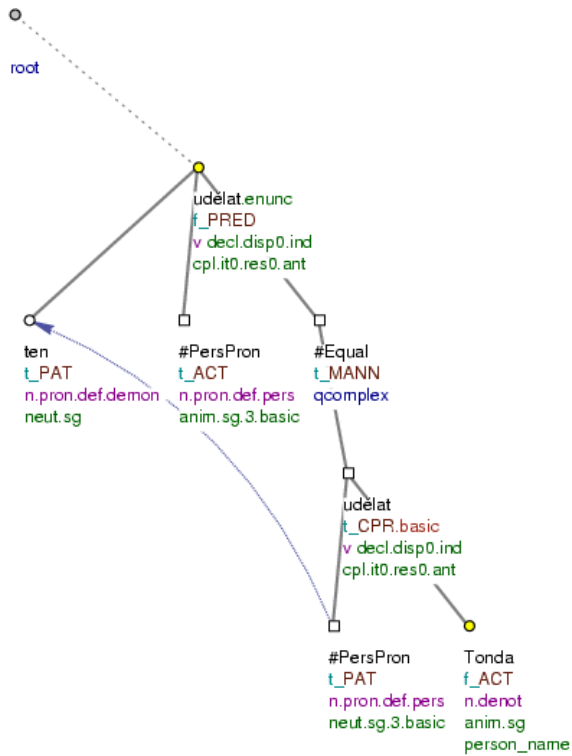 root
udělat.enunc
f_PRED
v decl.disp0.ind
cpl.it0.res0.ant
ten
t_PAT
n.pron.def.demon
neut.sg
#PersPron
t_ACT
n.pron.def.pers
anim.sg.3.basic
#Equal
t_MANN
qcomplex
udělat
t_CPR.basic
v decl.disp0.ind
cpl.it0.res0.ant
#PersPron
t_PAT
n.pron.def.pers
neut.sg.3.basic
Tonda
f_ACT
n.denot
anim.sg
person_name